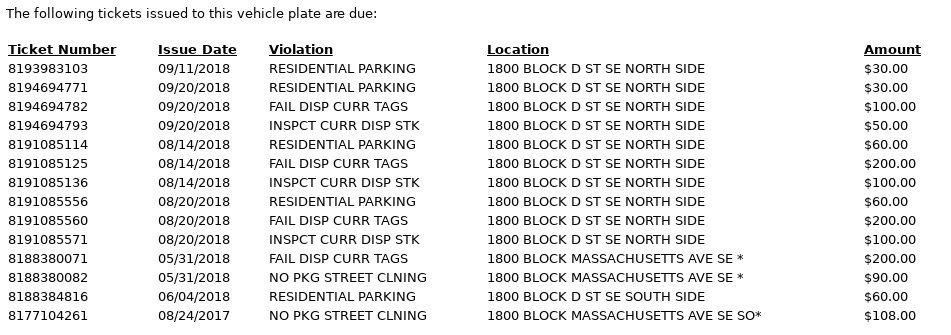 The following tickets issued to this vehicle plate are due:
Ticket Number Issue Date Violation Location Amount
8193983103 09/11/2018 RESIDENTIAL PARKING 1800 BLOCK D ST SE NORTH SIDE $30.00
8194694771 09/20/2018 RESIDENTIAL PARKING 1800 BLOCK D ST SE NORTH SIDE $30.00
8194694782 09/20/2018 FAIL DISP CURR TAGS 1800 BLOCK D ST SE NORTH SIDE $100.00
8194694793 09/20/2018 INSPCT CURR DISP STK 1800 BLOCK D ST SE NORTH SIDE $50.00
8191085114 08/14/2018 RESIDENTIAL PARKING 1800 BLOCK D ST SE NORTH SIDE $60.00
8191085125 08/14/2018 FAIL DISP CURR TAGS 1800 BLOCK D ST SE NORTH SIDE $200.00
8191085136 08/14/2018 INSPCT CURR DISP STK 1800 BLOCK D ST SE NORTH SIDE $100.00
8191085556 08/20/2018 RESIDENTIAL PARKING 1800 BLOCK D ST SE NORTH SIDE $60.00
8191085560 08/20/2018 FAIL DISP CURR TAGS 1800 BLOCK D ST SE NORTH SIDE $200.00
8191085571 08/20/2018 INSPCT CURR DISP STK 1800 BLOCK D ST SE NORTH SIDE $100.00
8188380071 05/31/2018 FAIL DISP CURR TAGS 1800 BLOCK MASSACHUSETTS AVE SE * $200.00
8188380082 05/31/2018 NO PKG STREET CLNING 1800 BLOCK MASSACHUSETTS AVE SE * $90.00
8188384816 06/04/2018 RESIDENTIAL PARKING 1800 BLOCK D ST SE SOUTH SIDE $60.00
8177104261 08/24/2017 NO PKG STREET CLNING 1800 BLOCK MASSACHUSETTS AVE SE SO* $108.00